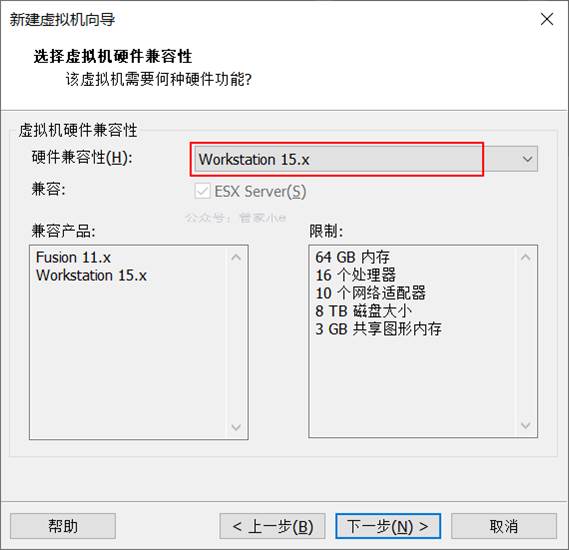 新建虚拟机向导
选择虚拟机硬件兼容性
该虚拟机需要何种硬件功能?
虚拟机硬件兼容性
硬件兼容性(H):
Workstation 15.x
兼容:
ESX Server(S)
公众号：管家小e
兼容产品:
Fusion 11.x
Workstation 15.x
限制:
64 GB 内存
16 个处理器
10 个网络适配器
8 TB 磁盘大小
3 GB 共享图形内存
帮助
< 上一步(B)
下一步(N) >
取消